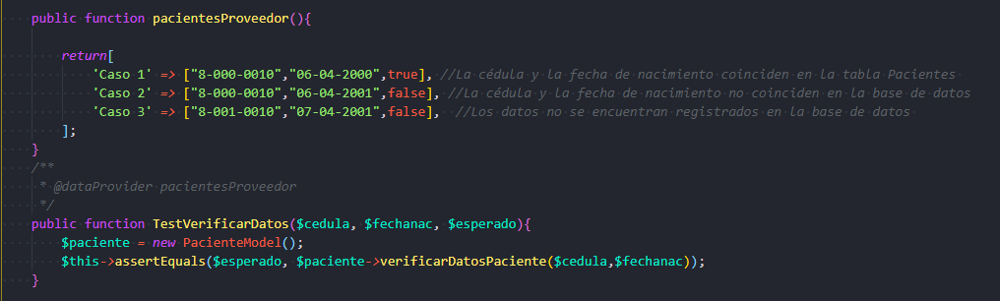 public function pacientesProveedor(){
return[
'Caso 1' => ["8-000-0010","06-04-2000",true], //La cédula y la fecha de nacimiento coinciden en la tabla Pacientes
'Caso 2' => ["8-000-0010","06-04-2001",false], //La cédula y la fecha de nacimiento no coinciden en la base de datos
'Caso 3' => ["8-001-0010","07-04-2001",false], //Los datos no se encuentran registrados en la base de datos
];
}
/**
* @dataProvider pacientesProveedor
*/
public function TestVerificarDatos($cedula, $fechanac, $esperado){
$paciente = new PacienteModel();
$this->assertEquals($esperado, $paciente->verificarDatosPaciente($cedula,$fechanac));
}